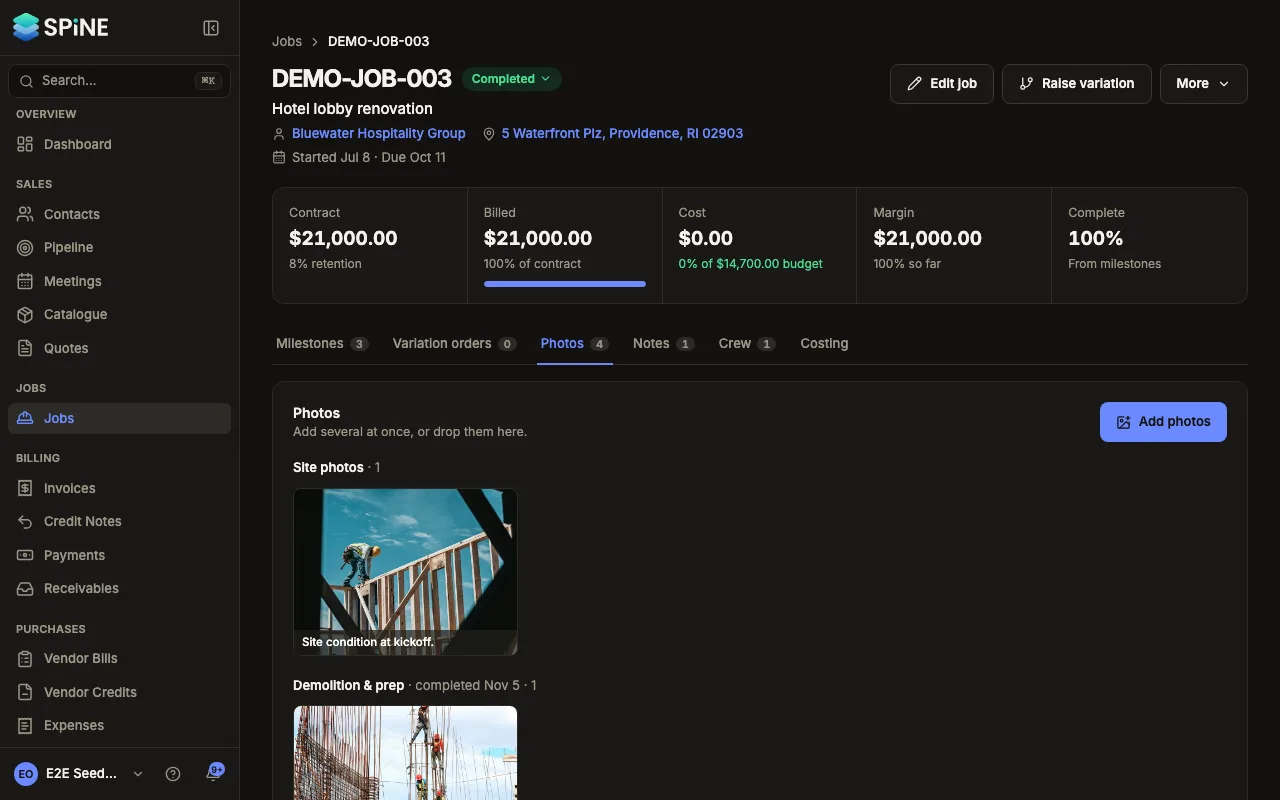 SPiNE
Search...
⌘K
OVERVIEW
Dashboard
SALES
Contacts
Pipeline
Meetings
Catalogue
Quotes
JOBS
Jobs
BILLING
Invoices
Credit Notes
Payments
Receivables
PURCHASES
Vendor Bills
Vendor Credits
Expenses
EO
E2E Seed...
9+
Jobs > DEMO-JOB-003
DEMO-JOB-003
Completed
Hotel lobby renovation
Bluewater Hospitality Group
5 Waterfront Plz, Providence, RI 02903
Started Jul 8 · Due Oct 11
Edit job
Raise variation
More
Contract
$21,000.00
8% retention
Billed
$21,000.00
100% of contract
Cost
$0.00
0% of $14,700.00 budget
Margin
$21,000.00
100% so far
Complete
100%
From milestones
Milestones 3
Variation orders 0
Photos 4
Notes 1
Crew 1
Costing
Photos
Add several at once, or drop them here.
Add photos
Site photos · 1
Site condition at kickoff.
Demolition & prep · completed Nov 5 · 1